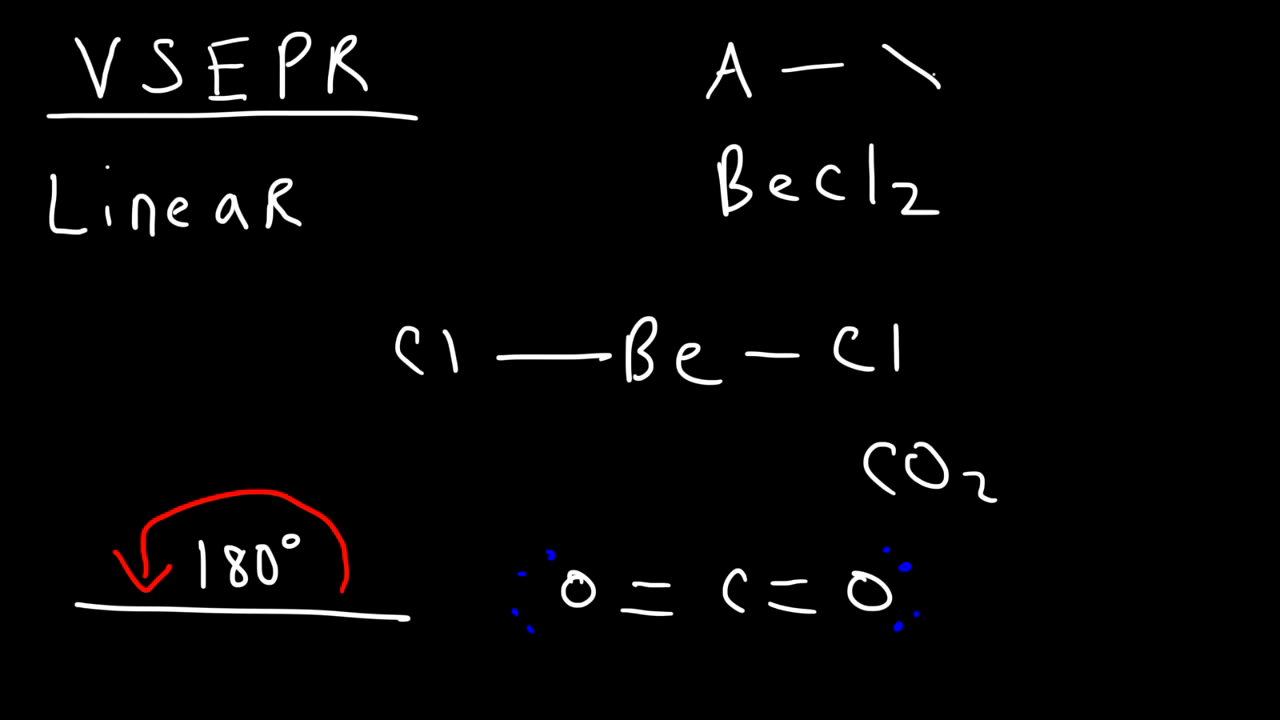 VSEPR
A — \
LineaR
BeCl2
Cl — Be — Cl
CO2
180°
O = C = O